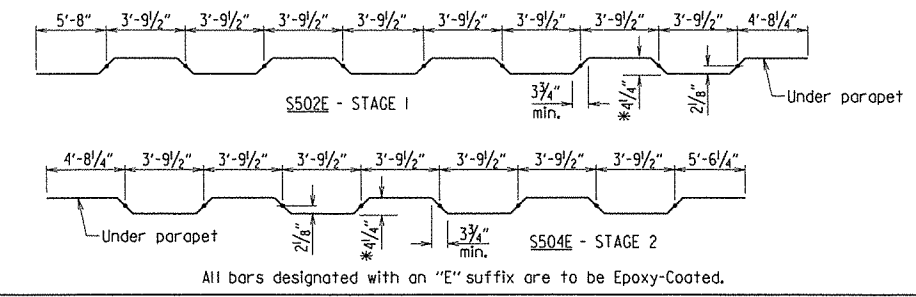 5'-8" 3'-9½" 3'-9½" 3'-9½" 3'-9½" 3'-9½" 3'-9½" 3'-9½" 3'-9½" 4'-8¼"
3¾" min.
*4¼"
2⅛"
Under parapet
S502E - STAGE 1
4'-8¼" 3'-9½" 3'-9½" 3'-9½" 3'-9½" 3'-9½" 3'-9½" 3'-9½" 5'-6¼"
Under parapet
2⅛"
*4¼"
3¾" min.
S504E - STAGE 2
All bars designated with an "E" suffix are to be Epoxy-Coated.